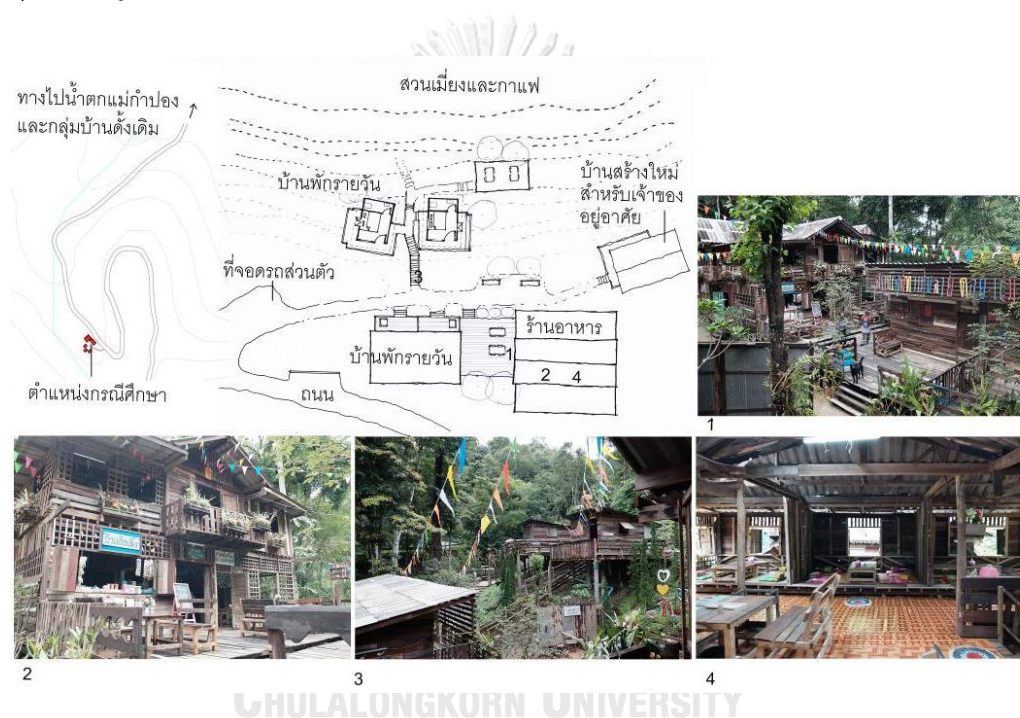 ทางไปน้ำตกแม่กำปอง
และกลุ่มบ้านดั้งเดิม
ตำแหน่งกรณีศึกษา
สวนเมี่ยงและกาแฟ
บ้านพักรายวัน
บ้านสร้างใหม่
สำหรับเจ้าของ
อยู่อาศัย
ที่จอดรถส่วนตัว
3
บ้านพักรายวัน
ร้านอาหาร
1
2 4
ถนน
1
2
3
4
CHULALONGKORN UNIVERSITY